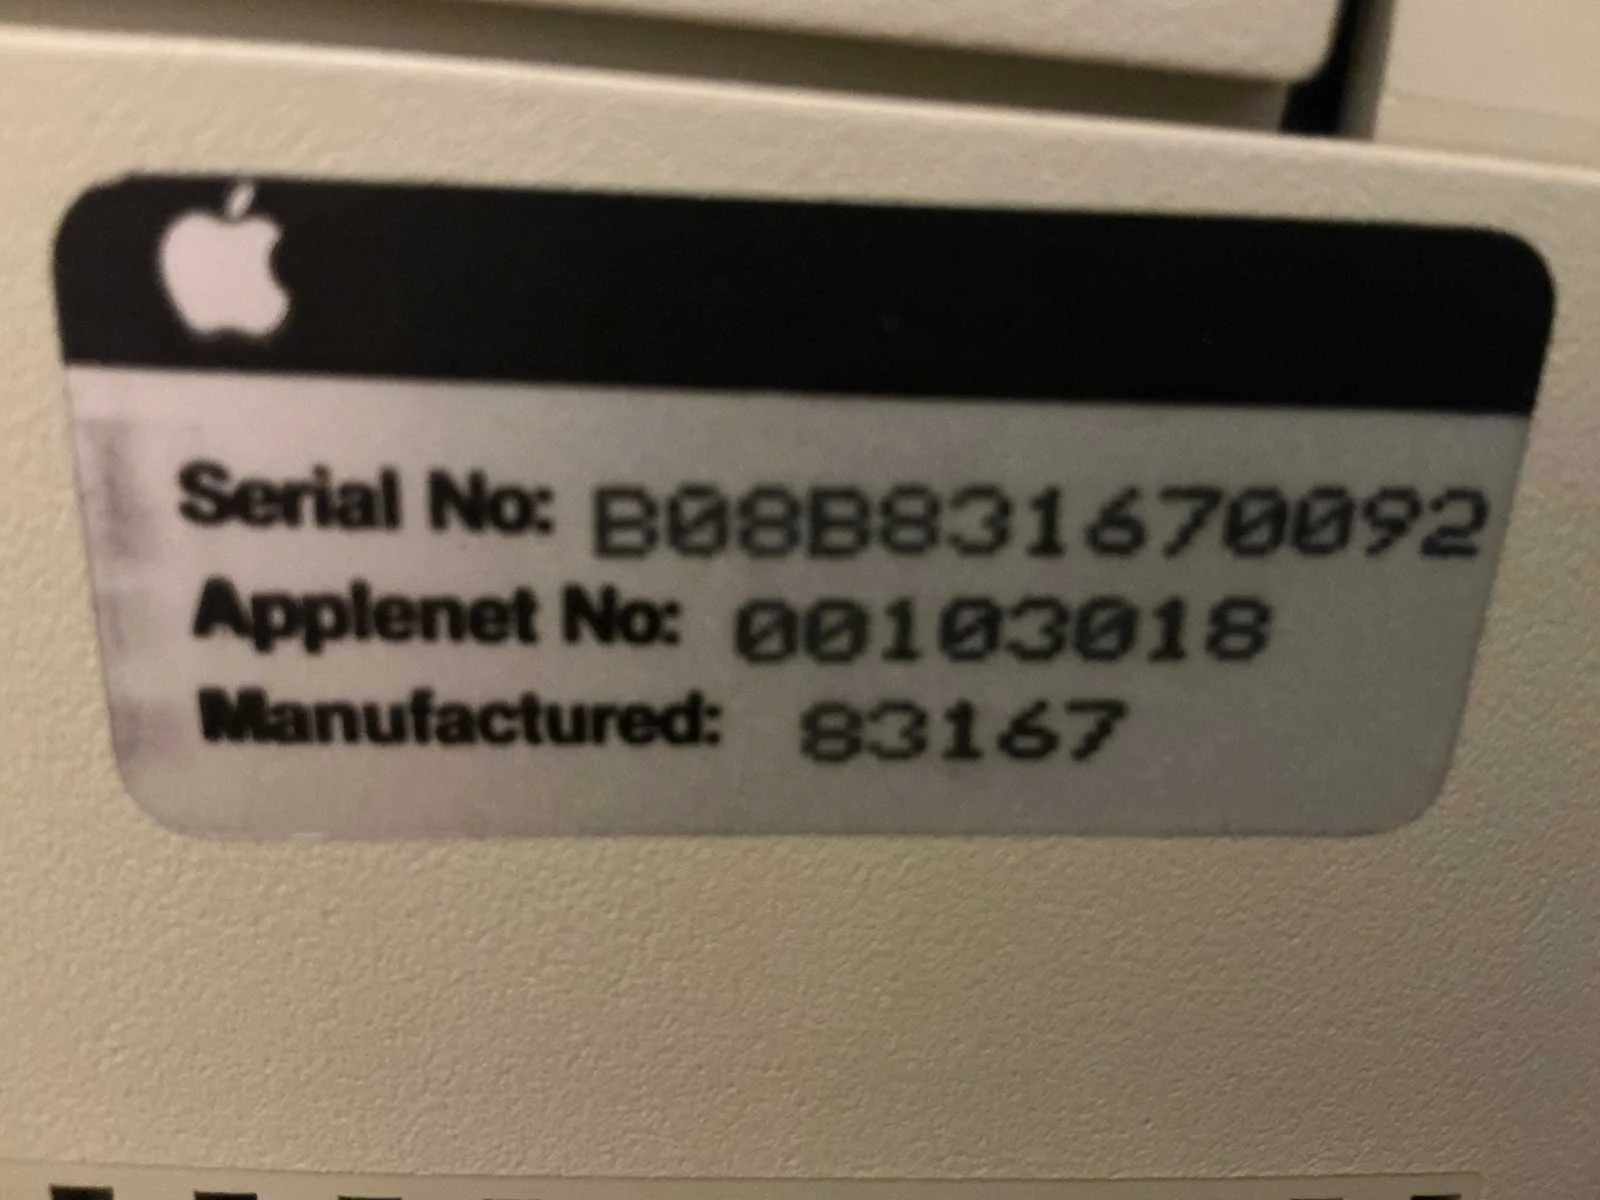 Serial No: B08B831670092
Applenet No: 00103018
Manufactured: 83167